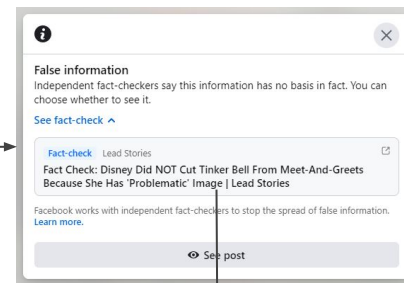 False information
Independent fact-checkers say this information has no basis in fact. You can
choose whether to see it.
See fact-check
Fact-check Lead Stories
Fact Check: Disney Did NOT Cut Tinker Bell From Meet-And-Greets
Because She Has 'Problematic' Image | Lead Stories
Facebook works with independent fact-checkers to stop the spread of false information.
Learn more.
See post